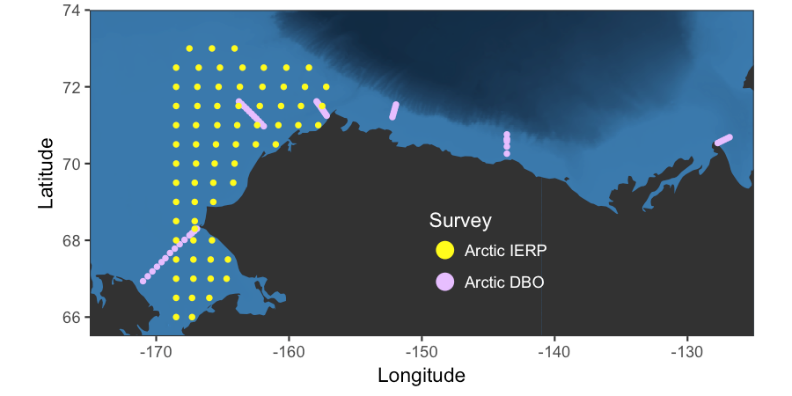 74
72
70
68
66
Latitude
Survey
Arctic IERP
Arctic DBO
-170 -160 -150 -140 -130
Longitude